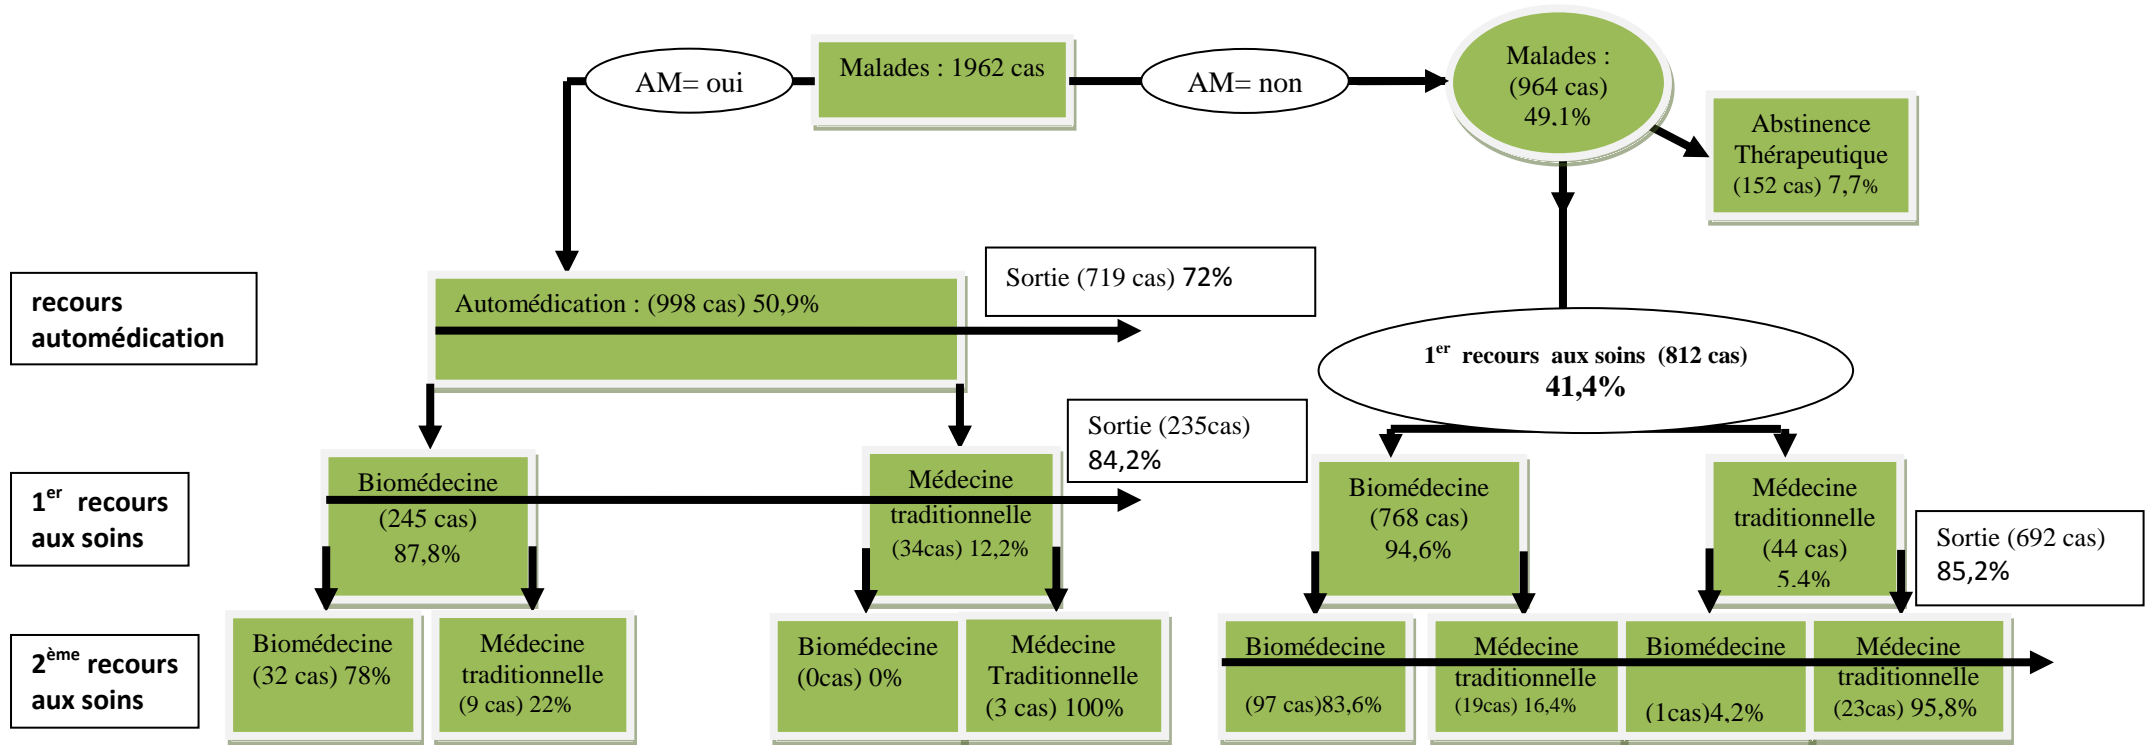 AM= oui
Malades : 1962 cas
AM= non
Malades :
(964 cas)
49,1%
Abstinence
Thérapeutique
(152 cas) 7,7%
recours
automédication
Automédication : (998 cas) 50,9%
Sortie (719 cas) 72%
1er recours aux soins (812 cas)
41,4%
1er recours
aux soins
Biomédecine
(245 cas)
87,8%
Médecine
traditionnelle
(34cas) 12,2%
Sortie (235cas)
84,2%
Biomédecine
(768 cas)
94,6%
Médecine
traditionnelle
(44 cas)
5,4%
Sortie (692 cas)
85,2%
2ème recours
aux soins
Biomédecine
(32 cas) 78%
Médecine
traditionnelle
(9 cas) 22%
Biomédecine
(0cas) 0%
Médecine
Traditionnelle
(3 cas) 100%
Biomédecine
(97 cas)83,6%
Médecine
traditionnelle
(19cas) 16,4%
Biomédecine
(1cas)4,2%
Médecine
traditionnelle
(23cas) 95,8%